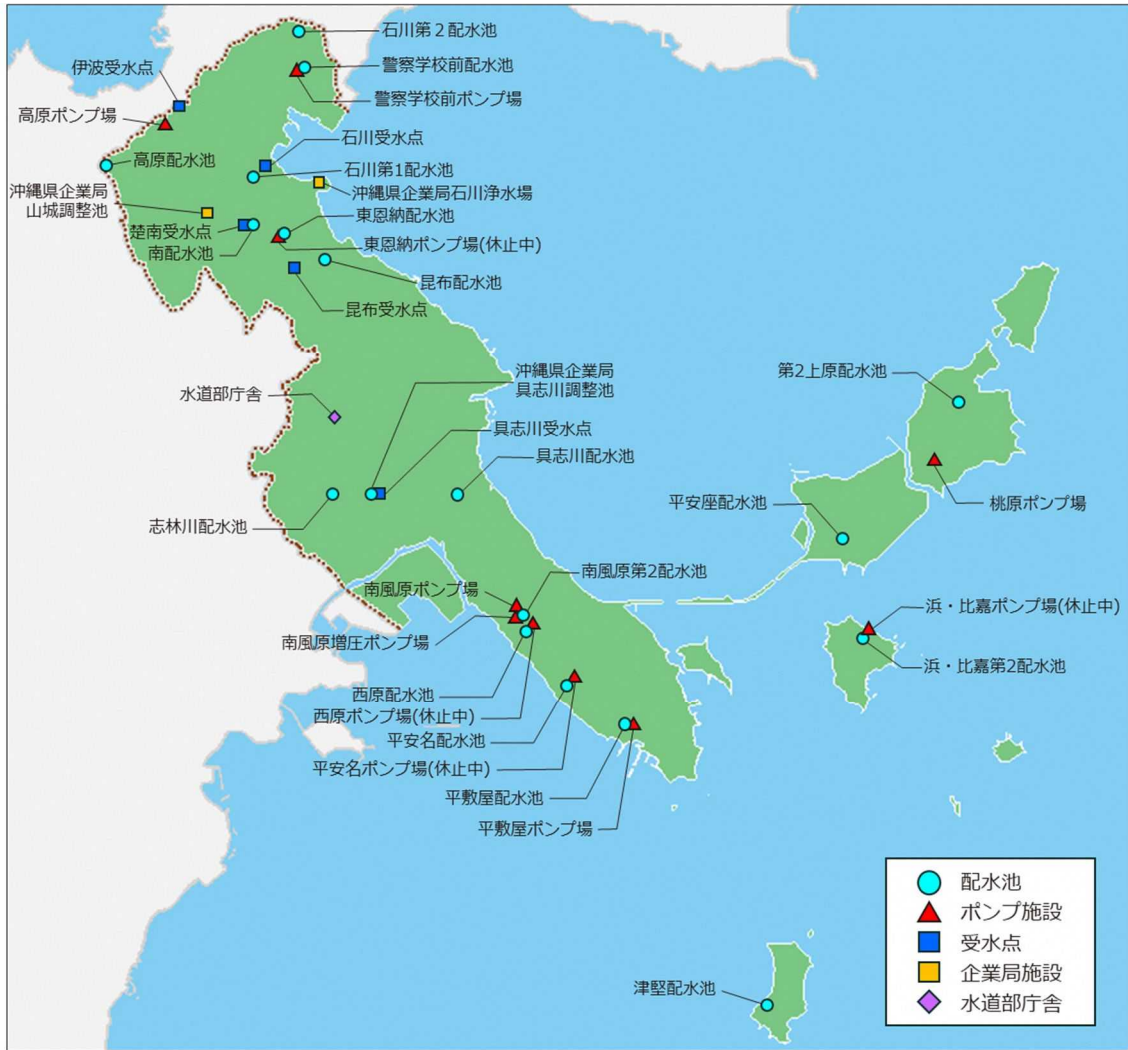 石川第２配水池
伊波受水点
警察学校前配水池
高原ポンプ場
警察学校前ポンプ場
石川受水点
高原配水池
石川第1配水池
沖縄県企業局
山城調整池
沖縄県企業局石川浄水場
楚南受水点
東恩納配水池
南配水池
東恩納ポンプ場(休止中)
昆布配水池
昆布受水点
沖縄県企業局
具志川調整池
第2上原配水池
水道部庁舎
具志川受水点
具志川配水池
平安座配水池
桃原ポンプ場
志林川配水池
南風原第2配水池
南風原ポンプ場
浜・比嘉ポンプ場(休止中)
南風原増圧ポンプ場
浜・比嘉第2配水池
西原配水池
西原ポンプ場(休止中)
平安名配水池
平安名ポンプ場(休止中)
平敷屋配水池
平敷屋ポンプ場
津堅配水池
配水池
ポンプ施設
受水点
企業局施設
水道部庁舎